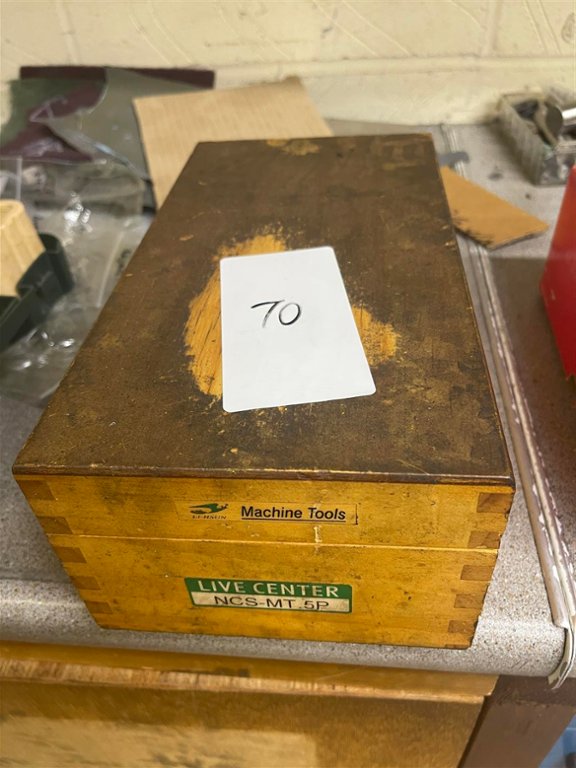 70
Machine Tools
LIVE CENTER
NCS-MT.5P